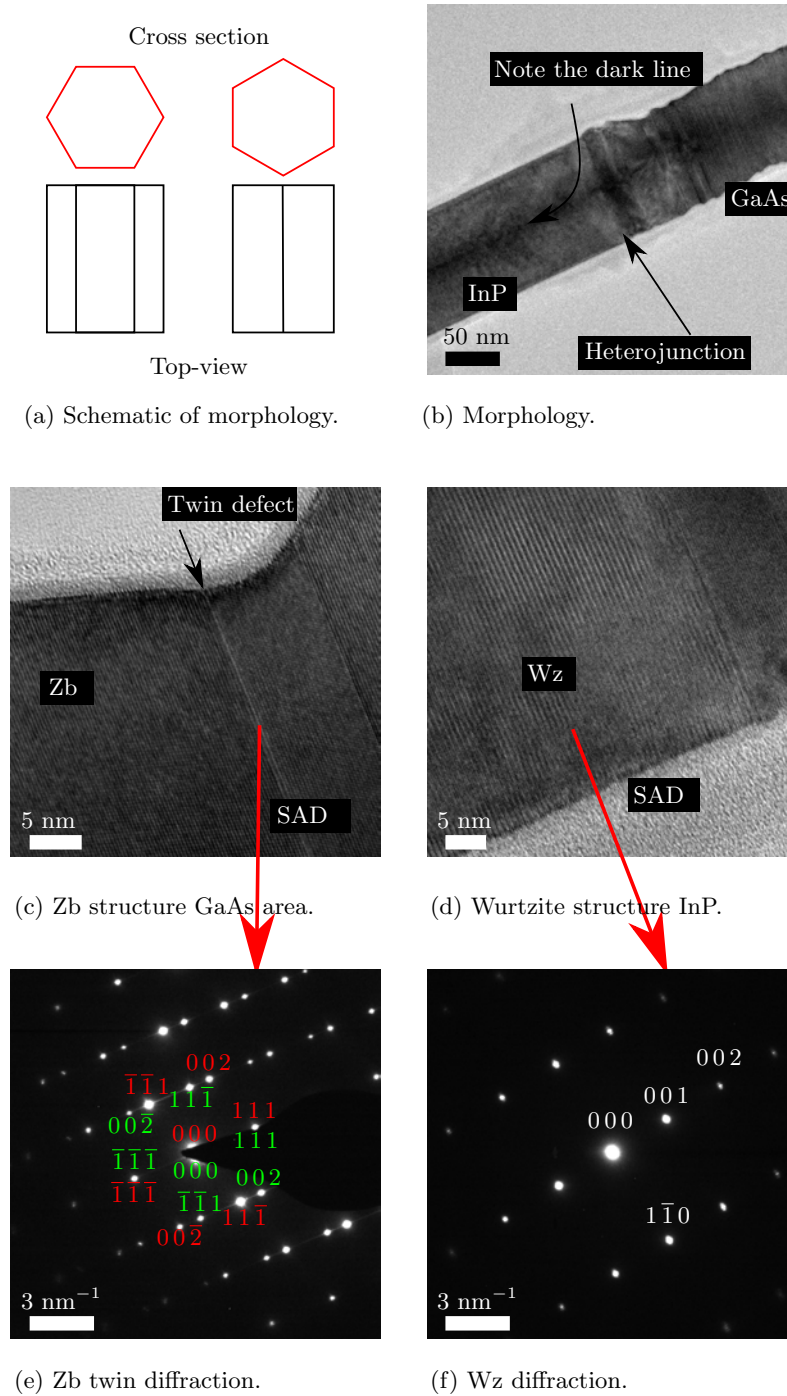 Cross section
Top-view
(a) Schematic of morphology.
Note the dark line
GaAs
InP
50 nm
Heterojunction
(b) Morphology.
Twin defect
Zb
SAD
5 nm
(c) Zb structure GaAs area.
Wz
SAD
5 nm
(d) Wurtzite structure InP.
0 0 2
1̅ 1̅ 1
1 1 1̅
1 1 1
0 0 2̅
0 0 0
1 1 1
1̅ 1̅ 1̅
0 0 0
0 0 2
1̅ 1̅ 1̅
1̅ 1̅ 1
1 1 1̅
0 0 2̅
3 nm⁻¹
(e) Zb twin diffraction.
0 0 2
0 0 1
0 0 0
1 1̅ 0
3 nm⁻¹
(f) Wz diffraction.